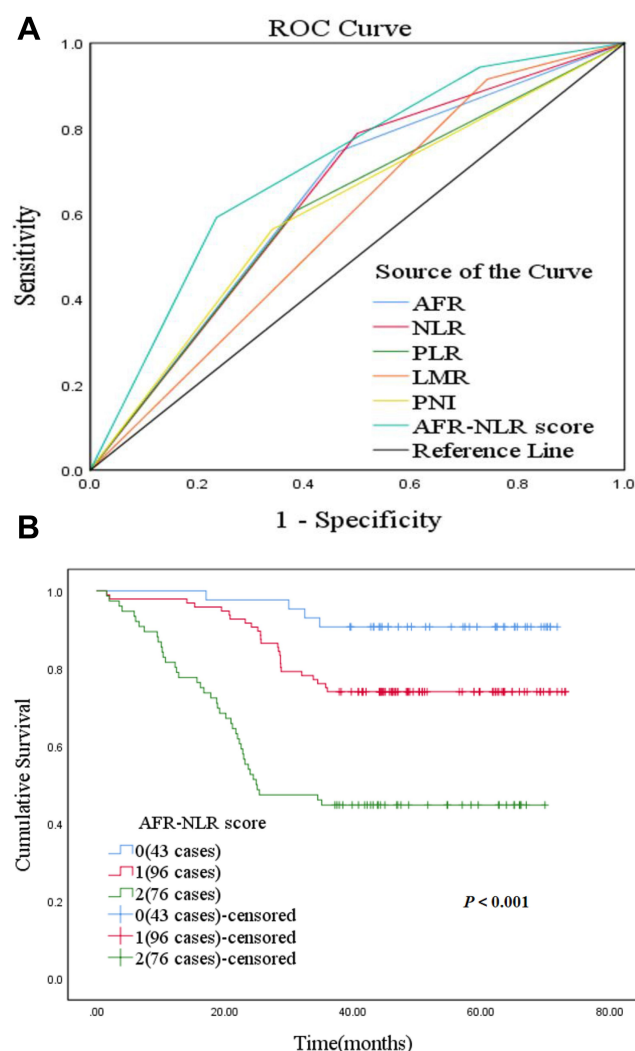 A
ROC Curve
1.0
0.8
0.6
0.4
0.2
0.0
Sensitivity
Source of the Curve
AFR
NLR
PLR
LMR
PNI
AFR-NLR score
Reference Line
0.0 0.2 0.4 0.6 0.8 1.0
1 - Specificity
B
1.0
0.8
0.6
0.4
0.2
0.0
Cumulative Survival
AFR-NLR score
0(43 cases)
1(96 cases)
2(76 cases)
0(43 cases)-censored
1(96 cases)-censored
2(76 cases)-censored
P < 0.001
.00 20.00 40.00 60.00 80.00
Time(months)